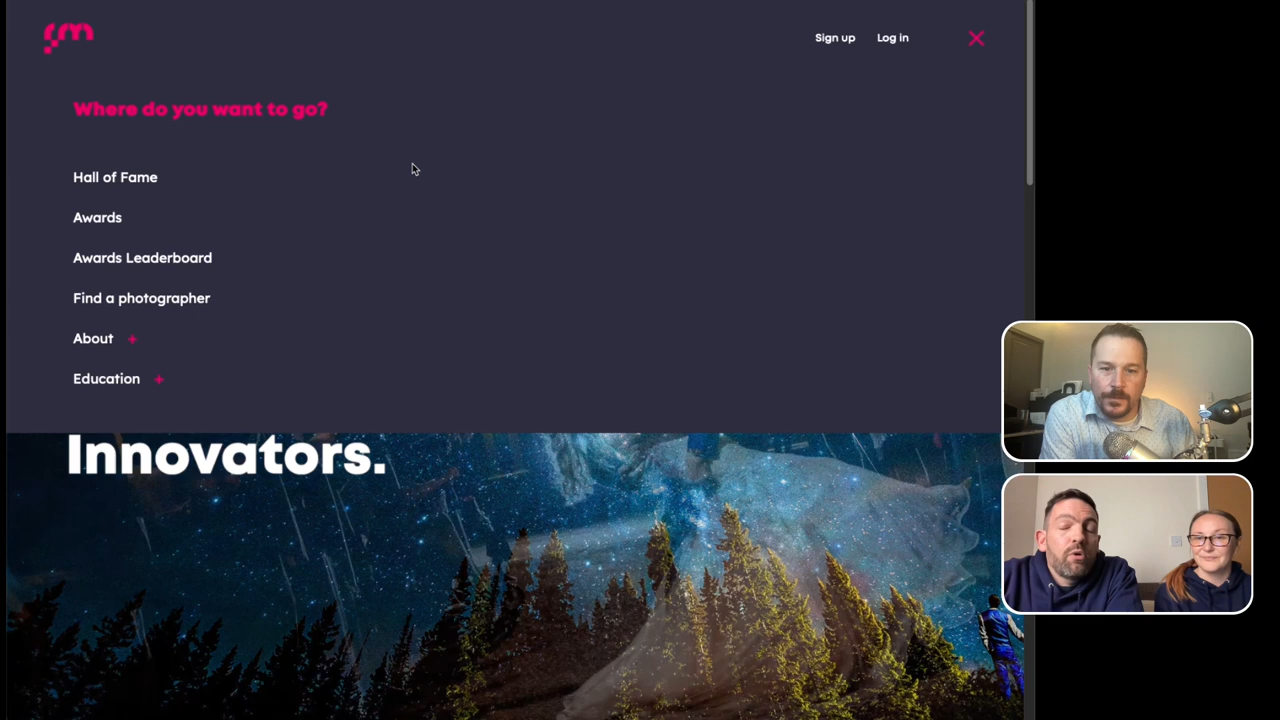 Sign up Log in
Where do you want to go?
Hall of Fame
Awards
Awards Leaderboard
Find a photographer
About +
Education +
Innovators.